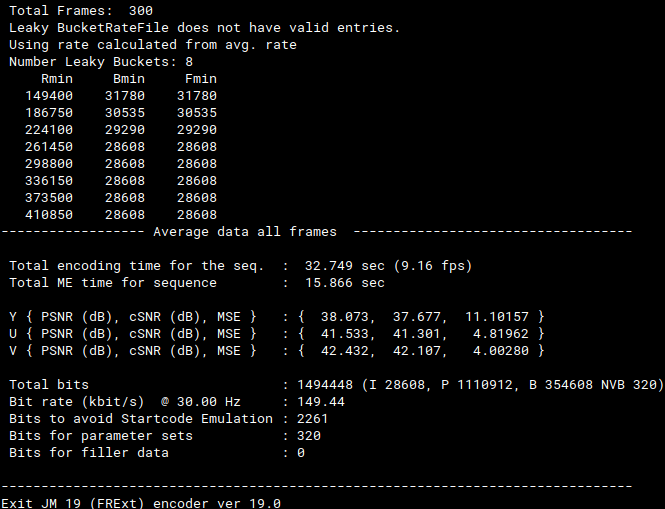 Total Frames:  300
Leaky BucketRateFile does not have valid entries.
Using rate calculated from avg. rate
Number Leaky Buckets: 8
    Rmin     Bmin     Fmin
  149400    31780    31780
  186750    30535    30535
  224100    29290    29290
  261450    28608    28608
  298800    28608    28608
  336150    28608    28608
  373500    28608    28608
  410850    28608    28608
------------------ Average data all frames  -----------------------------------
Total encoding time for the seq.  :  32.749 sec (9.16 fps)
Total ME time for sequence        :  15.866 sec
Y { PSNR (dB), cSNR (dB), MSE }   : {  38.073,  37.677,  11.10157 }
U { PSNR (dB), cSNR (dB), MSE }   : {  41.533,  41.301,   4.81962 }
V { PSNR (dB), cSNR (dB), MSE }   : {  42.432,  42.107,   4.00280 }
Total bits                        : 1494448 (I 28608, P 1110912, B 354608 NVB 320)
Bit rate (kbit/s)  @ 30.00 Hz     : 149.44
Bits to avoid Startcode Emulation : 2261
Bits for parameter sets           : 320
Bits for filler data              : 0
-------------------------------------------------------------------------------
Exit JM 19 (FRExt) encoder ver 19.0